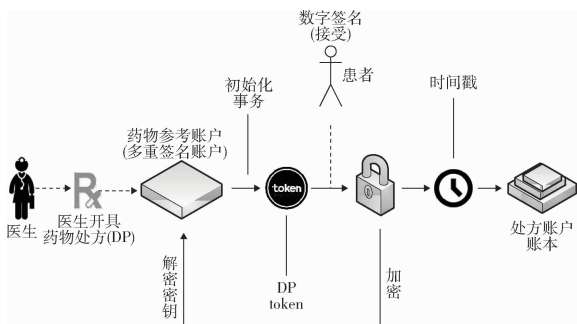 数字签名
(接受)
患者
初始化
事务
时间戳
药物参考账户
(多重签名账户)
token
医生
Rx
医生开具
药物处方(DP)
处方账户
账本
解密密钥
DP
token
加密